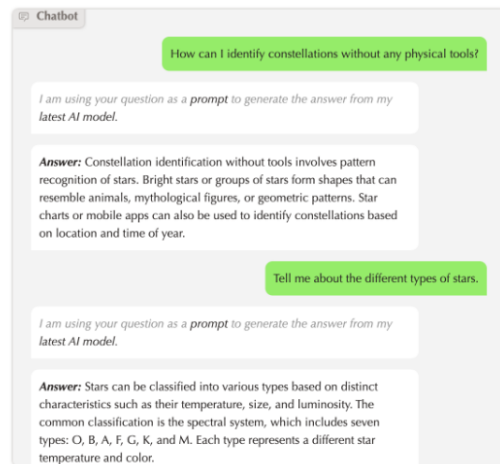 Chatbot
How can I identify constellations without any physical tools?
I am using your question as a prompt to generate the answer from my
latest AI model.
Answer: Constellation identification without tools involves pattern
recognition of stars. Bright stars or groups of stars form shapes that can
resemble animals, mythological figures, or geometric patterns. Star
charts or mobile apps can also be used to identify constellations based
on location and time of year.
Tell me about the different types of stars.
I am using your question as a prompt to generate the answer from my
latest AI model.
Answer: Stars can be classified into various types based on distinct
characteristics such as their temperature, size, and luminosity. The
common classification is the spectral system, which includes seven
types: O, B, A, F, G, K, and M. Each type represents a different star
temperature and color.